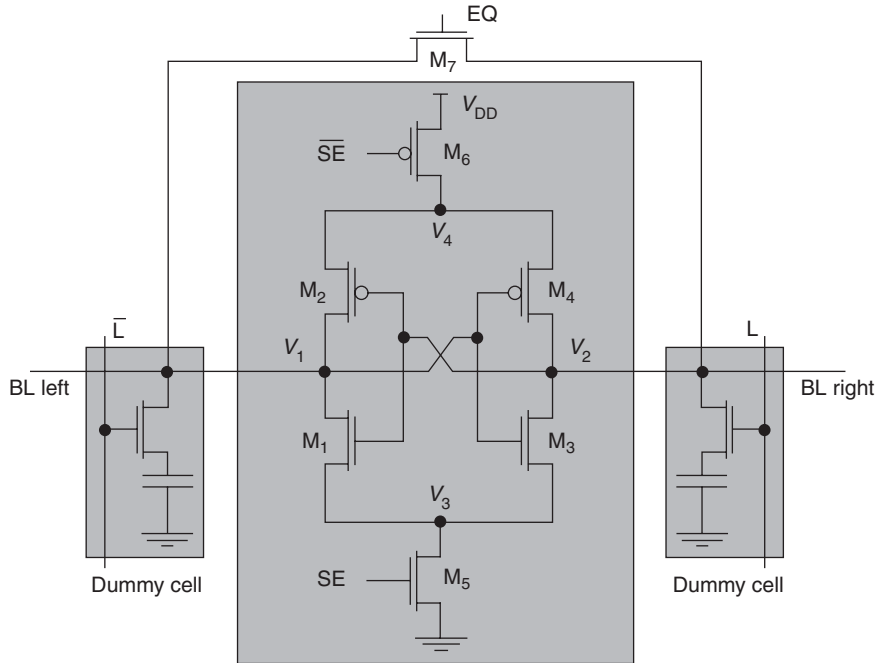 EQ
M7
VDD
S̅E̅
M6
V4
M2
M4
L̅
L
V1
V2
BL left
BL right
M1
M3
V3
SE
M5
Dummy cell
Dummy cell